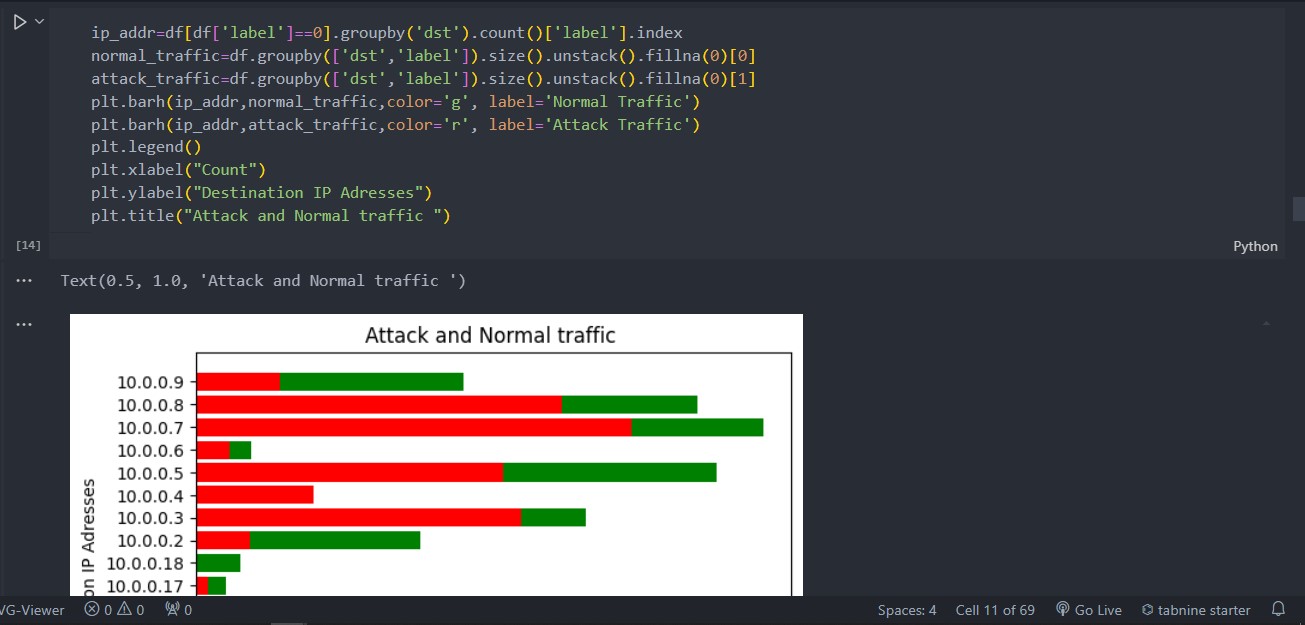 ip_addr=df[df['label']==0].groupby('dst').count()['label'].index
normal_traffic=df.groupby(['dst','label']).size().unstack().fillna(0)[0]
attack_traffic=df.groupby(['dst','label']).size().unstack().fillna(0)[1]
plt.barh(ip_addr,normal_traffic,color='g', label='Normal Traffic')
plt.barh(ip_addr,attack_traffic,color='r', label='Attack Traffic')
plt.legend()
plt.xlabel("Count")
plt.ylabel("Destination IP Adresses")
plt.title("Attack and Normal traffic ")
[14]
Python
Text(0.5, 1.0, 'Attack and Normal traffic ')
Attack and Normal traffic
10.0.0.9
10.0.0.8
10.0.0.7
10.0.0.6
10.0.0.5
10.0.0.4
10.0.0.3
10.0.0.2
10.0.0.18
10.0.0.17
on IP Adresses
VG-Viewer 0 0 0 Spaces: 4 Cell 11 of 69 Go Live tabnine starter